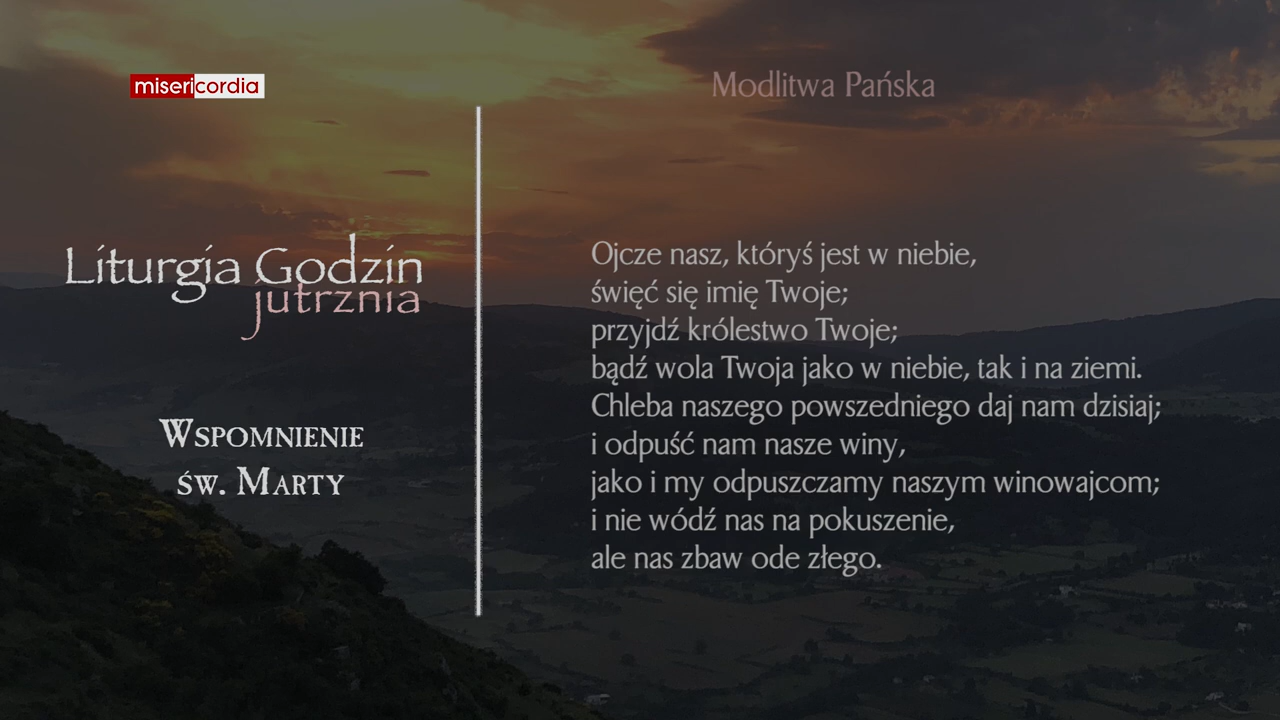 misericordia
Liturgia Godzin
jutrznia
Wspomnienie
św. Marty
Modlitwa Pańska
Ojcze nasz, któryś jest w niebie,
święć się imię Twoje;
przyjdź królestwo Twoje;
bądź wola Twoja jako w niebie, tak i na ziemi.
Chleba naszego powszedniego daj nam dzisiaj;
i odpuść nam nasze winy,
jako i my odpuszczamy naszym winowajcom;
i nie wódź nas na pokuszenie,
ale nas zbaw ode złego.